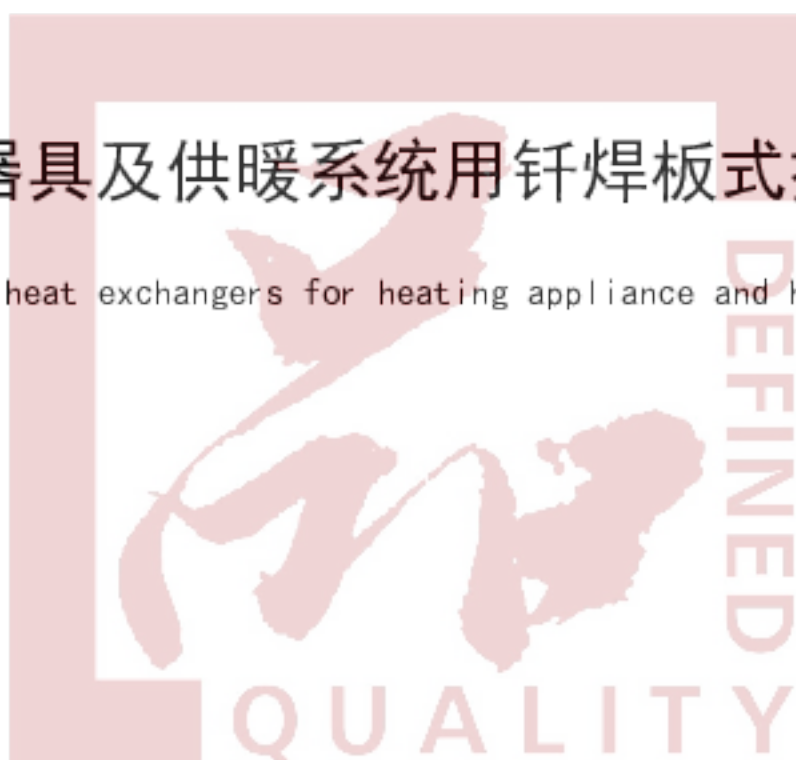 具及供暖系统用钎焊板式
heat exchangers for heating appliance and
DEFINED
QUALITY